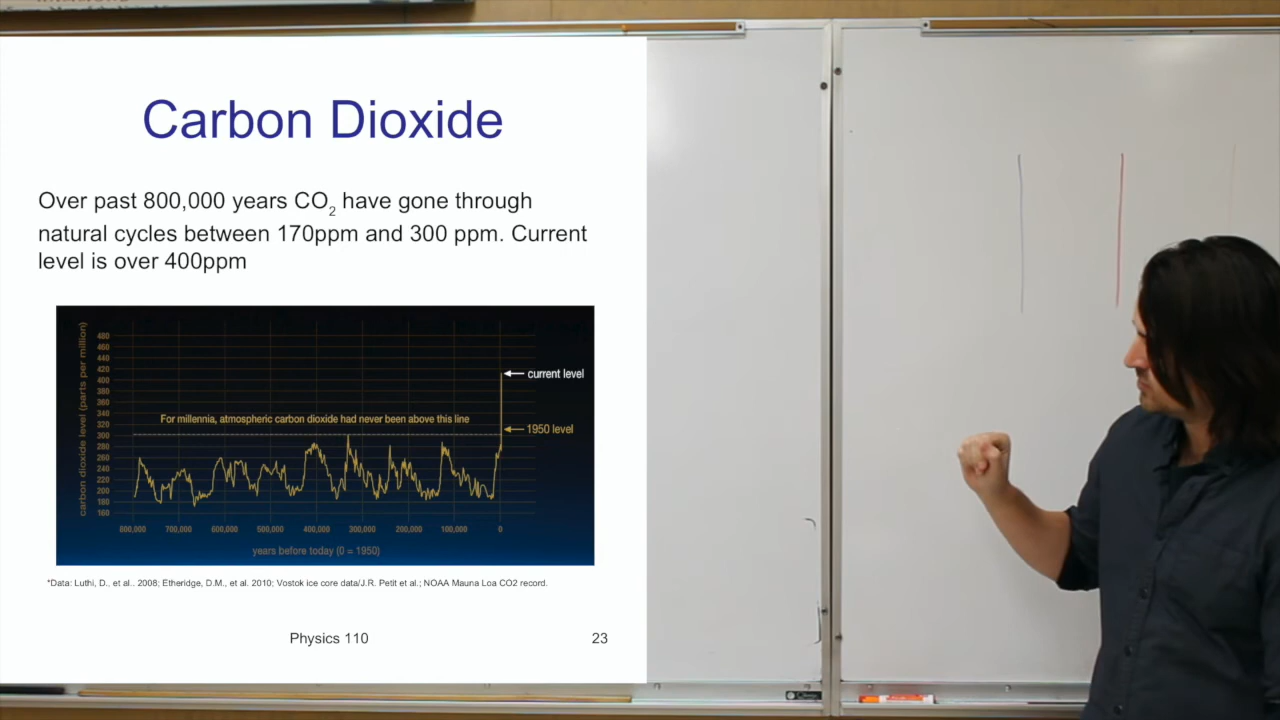 Carbon Dioxide
Over past 800,000 years CO₂ have gone through
natural cycles between 170ppm and 300 ppm. Current
level is over 400ppm
carbon dioxide level (parts per million)
480
460
440
420
400
380
360
340
320
300
280
260
240
220
200
180
160
current level
For millennia, atmospheric carbon dioxide had never been above this line
1950 level
800,000 700,000 600,000 500,000 400,000 300,000 200,000 100,000 0
years before today (0 = 1950)
*Data: Luthi, D., et al.. 2008; Etheridge, D.M., et al. 2010; Vostok ice core data/J.R. Petit et al.; NOAA Mauna Loa CO2 record.
Physics 110
23